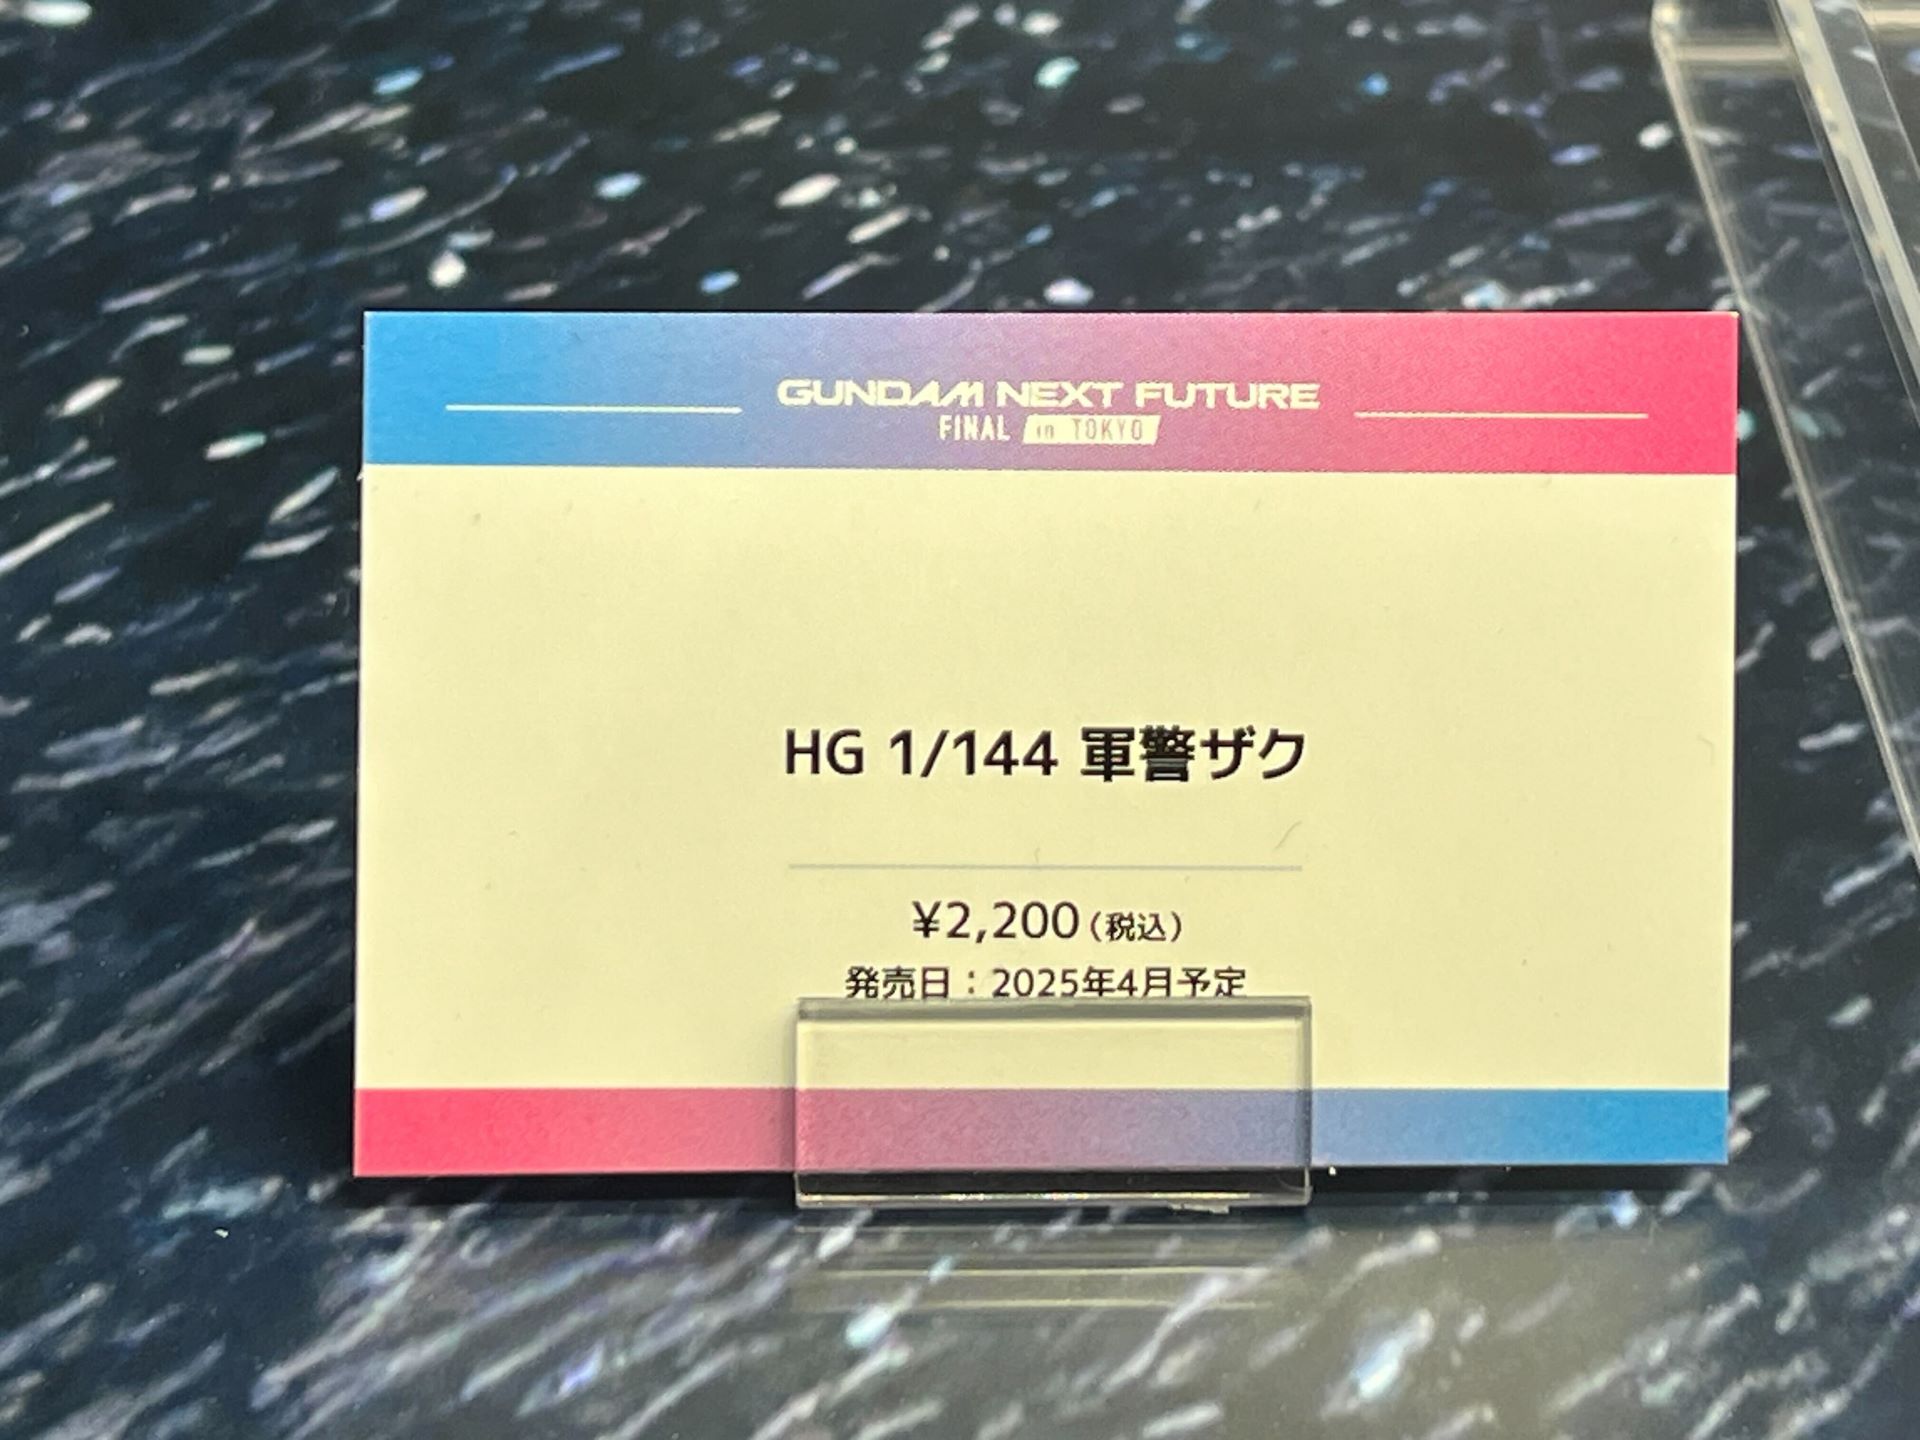 GUNDAM NEXT FUTURE
FINAL in TOKYO
HG 1/144 軍警ザク
¥2,200(税込)
発売日:2025年4月予定